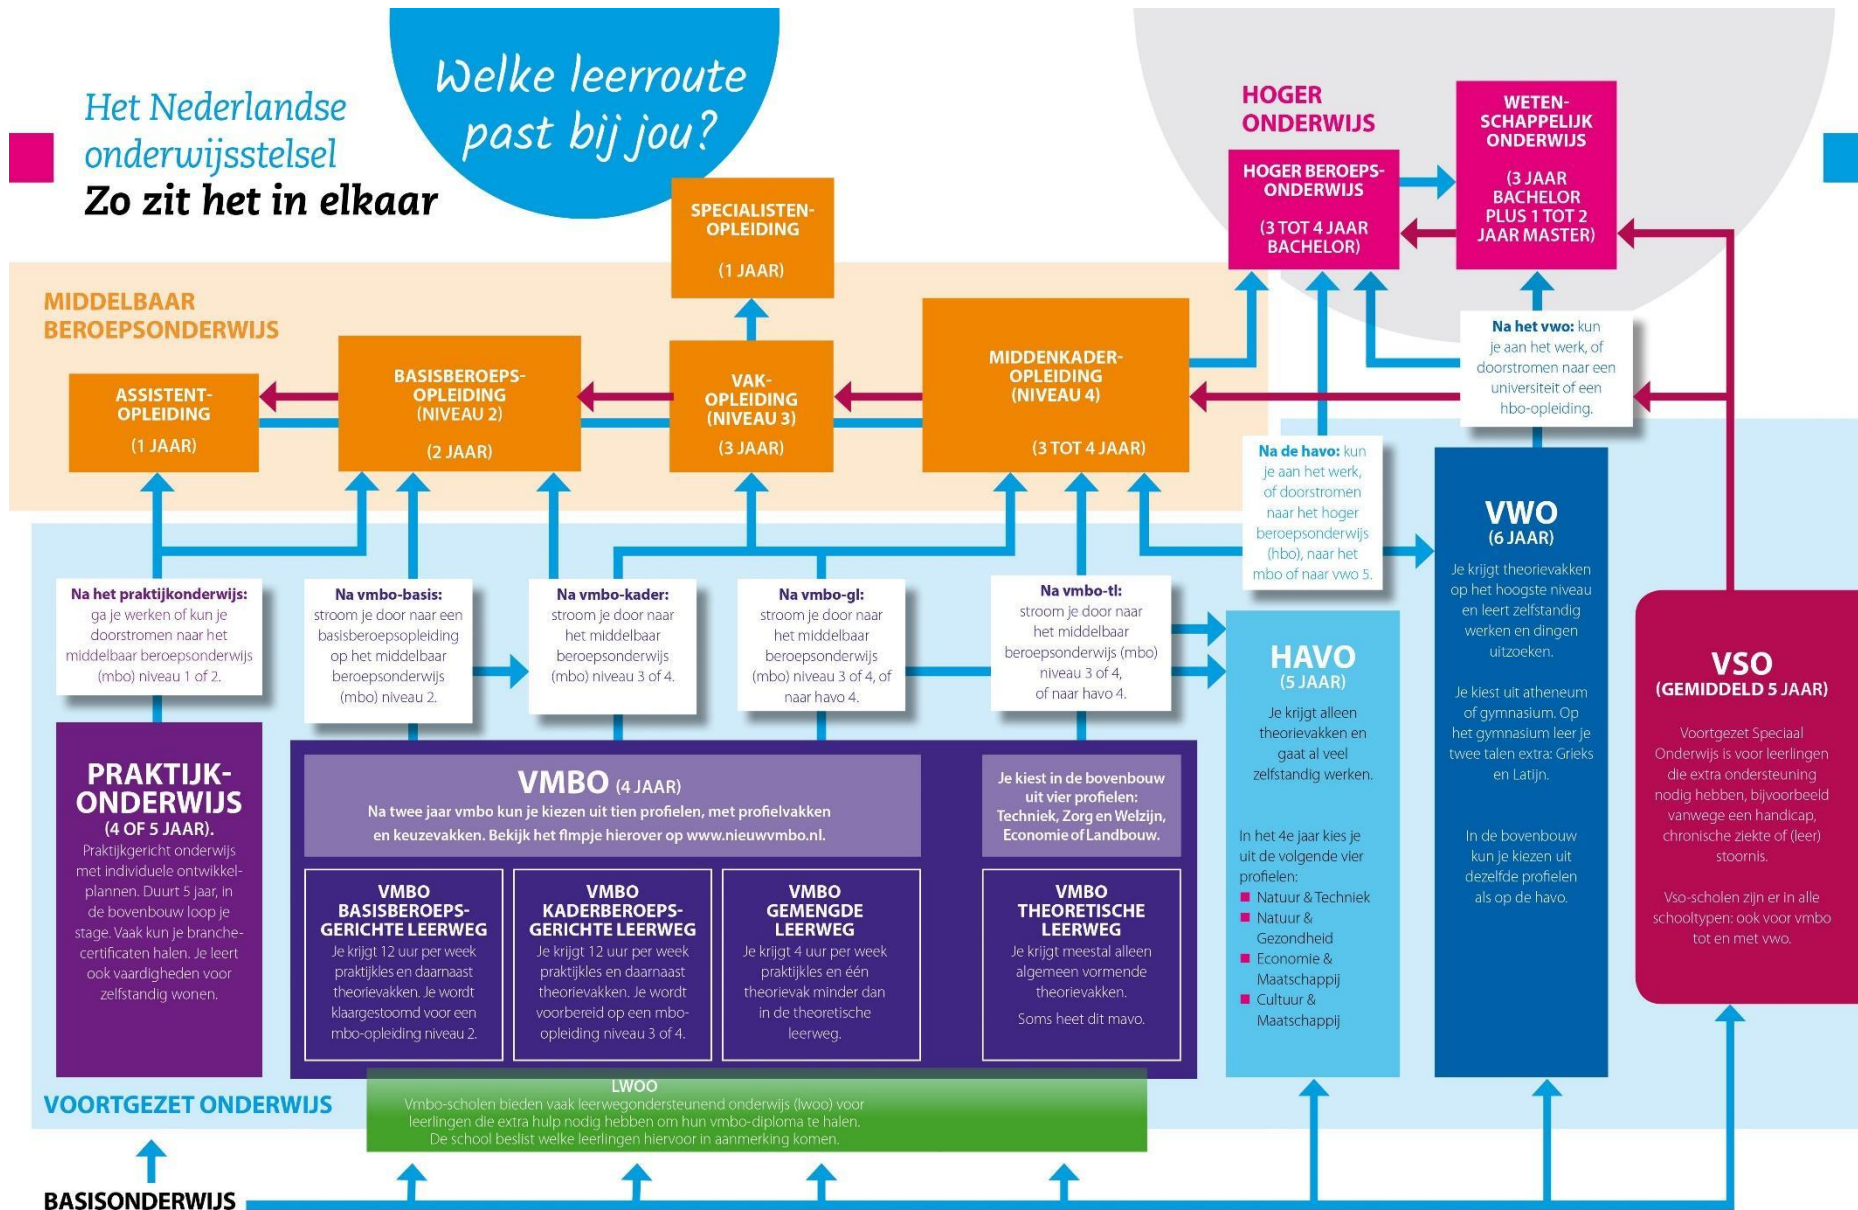 Het Nederlandse
onderwijsstelsel
Zo zit het in elkaar
Welke leerroute
past bij jou?
HOGER
ONDERWIJS
WETEN-
SCHAPPELIJK
ONDERWIJS
(3 JAAR
BACHELOR
PLUS 1 TOT 2
JAAR MASTER)
HOGER BEROEPS-
ONDERWIJS
(3 TOT 4 JAAR
BACHELOR)
SPECIALISTEN-
OPLEIDING
(1 JAAR)
MIDDELBAAR
BEROEPSONDERWIJS
ASSISTENT-
OPLEIDING
(1 JAAR)
BASISBEROEPS-
OPLEIDING
(NIVEAU 2)
(2 JAAR)
VAK-
OPLEIDING
(NIVEAU 3)
(3 JAAR)
MIDDENKADER-
OPLEIDING
(NIVEAU 4)
(3 TOT 4 JAAR)
Na het vwo: kun
je aan het werk, of
doorstromen naar een
universiteit of een
hbo-opleiding.
Na de havo: kun
je aan het werk,
of doorstromen
naar het hoger
beroepsonderwijs
(hbo), naar het
mbo of naar vwo 5.
Na het praktijkonderwijs:
ga je werken of kun je
doorstromen naar het
middelbaar beroepsonderwijs
(mbo) niveau 1 of 2.
Na vmbo-basis:
stroom je door naar een
basisberoepsopleiding
op het middelbaar
beroepsonderwijs
(mbo) niveau 2.
Na vmbo-kader:
stroom je door naar
het middelbaar
beroepsonderwijs
(mbo) niveau 3 of 4.
Na vmbo-gl:
stroom je door naar
het middelbaar
beroepsonderwijs
(mbo) niveau 3 of 4, of
naar havo 4.
Na vmbo-tl:
stroom je door naar
het middelbaar
beroepsonderwijs (mbo)
niveau 3 of 4,
of naar havo 4.
PRAKTIJK-
ONDERWIJS
(4 OF 5 JAAR).
Praktijkgericht onderwijs
met individuele ontwikkel-
plannen. Duurt 5 jaar, in
de bovenbouw loop je
stage. Vaak kun je branche-
certificaten halen. Je leert
ook vaardigheden voor
zelfstandig wonen.
VMBO (4 JAAR)
Na twee jaar vmbo kun je kiezen uit tien profielen, met profielvakken
en keuzevakken. Bekijk het flmpje hierover op www.nieuwvmbo.nl.
Je kiest in de bovenbouw
uit vier profielen:
Techniek, Zorg en Welzijn,
Economie of Landbouw.
VMBO
BASISBEROEPS-
GERICHTE LEERWEG
Je krijgt 12 uur per week
praktijkles en daarnaast
theorievakken. Je wordt
klaargestoomd voor een
mbo-opleiding niveau 2.
VMBO
KADERBEROEPS-
GERICHTE LEERWEG
Je krijgt 12 uur per week
praktijkles en daarnaast
theorievakken. Je wordt
voorbereid op een mbo-
opleiding niveau 3 of 4.
VMBO
GEMENGDE
LEERWEG
Je krijgt 4 uur per week
praktijkles en één
theorievak minder dan
in de theoretische
leerweg.
VMBO
THEORETISCHE
LEERWEG
Je krijgt meestal alleen
algemeen vormende
theorievakken.
Soms heet dit mavo.
HAVO
(5 JAAR)
Je krijgt alleen
theorievakken en
gaat al veel
zelfstandig werken.
In het 4e jaar kies je
uit de volgende vier
profielen:
Natuur & Techniek
Natuur &
Gezondheid
Economie &
Maatschappij
Cultuur &
Maatschappij
VWO
(6 JAAR)
Je krijgt theorievakken
op het hoogste niveau
en leert zelfstandig
werken en dingen
uitzoeken.
Je kiest uit atheneum
of gymnasium. Op
het gymnasium leer je
twee talen extra: Grieks
en Latijn.
In de bovenbouw
kun je kiezen uit
dezelfde profielen
als op de havo.
VSO
(GEMIDDELD 5 JAAR)
Voortgezet Speciaal
Onderwijs is voor leerlingen
die extra ondersteuning
nodig hebben, bijvoorbeeld
vanwege een handicap,
chronische ziekte of (leer)
stoornis.
Vso-scholen zijn er in alle
schooltypen: ook voor vmbo
tot en met vwo.
VOORTGEZET ONDERWIJS
LWOO
Vmbo-scholen bieden vaak leerwegondersteunend onderwijs (lwoo) voor
leerlingen die extra hulp nodig hebben om hun vmbo-diploma te halen.
De school beslist welke leerlingen hiervoor in aanmerking komen.
BASISONDERWIJS